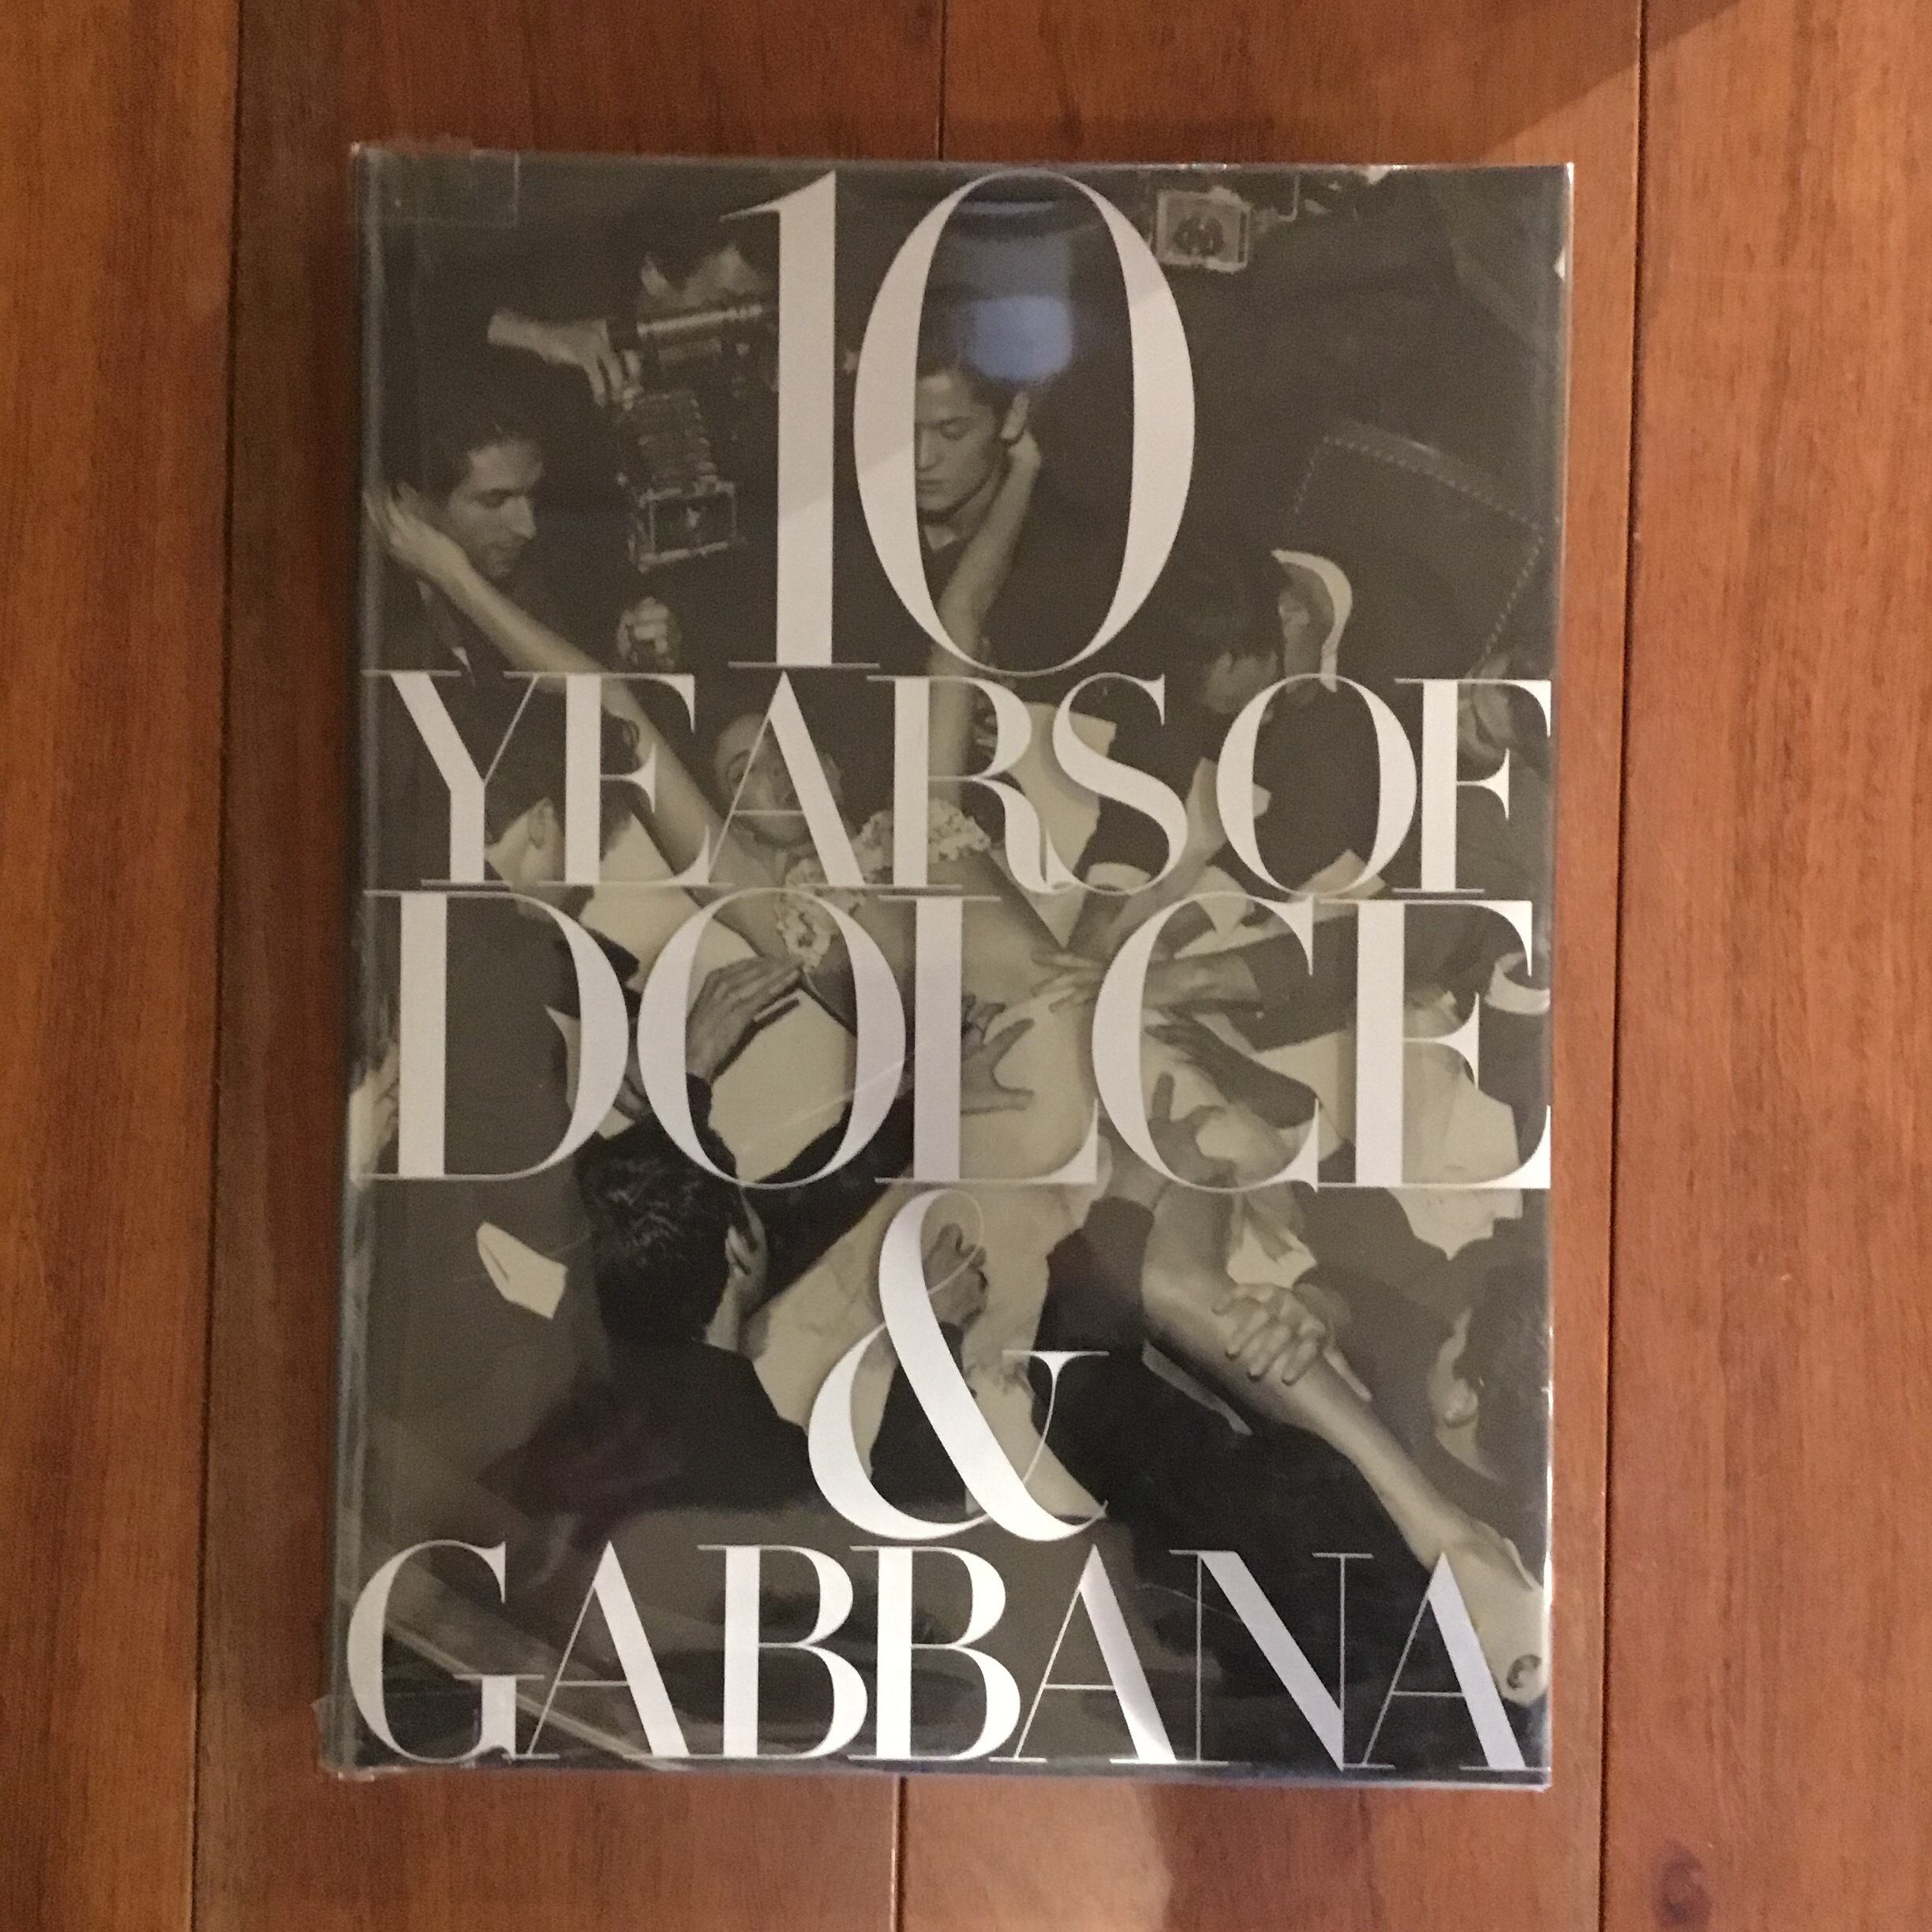 10
YEARS OF
DOLCE
&
GABBANA